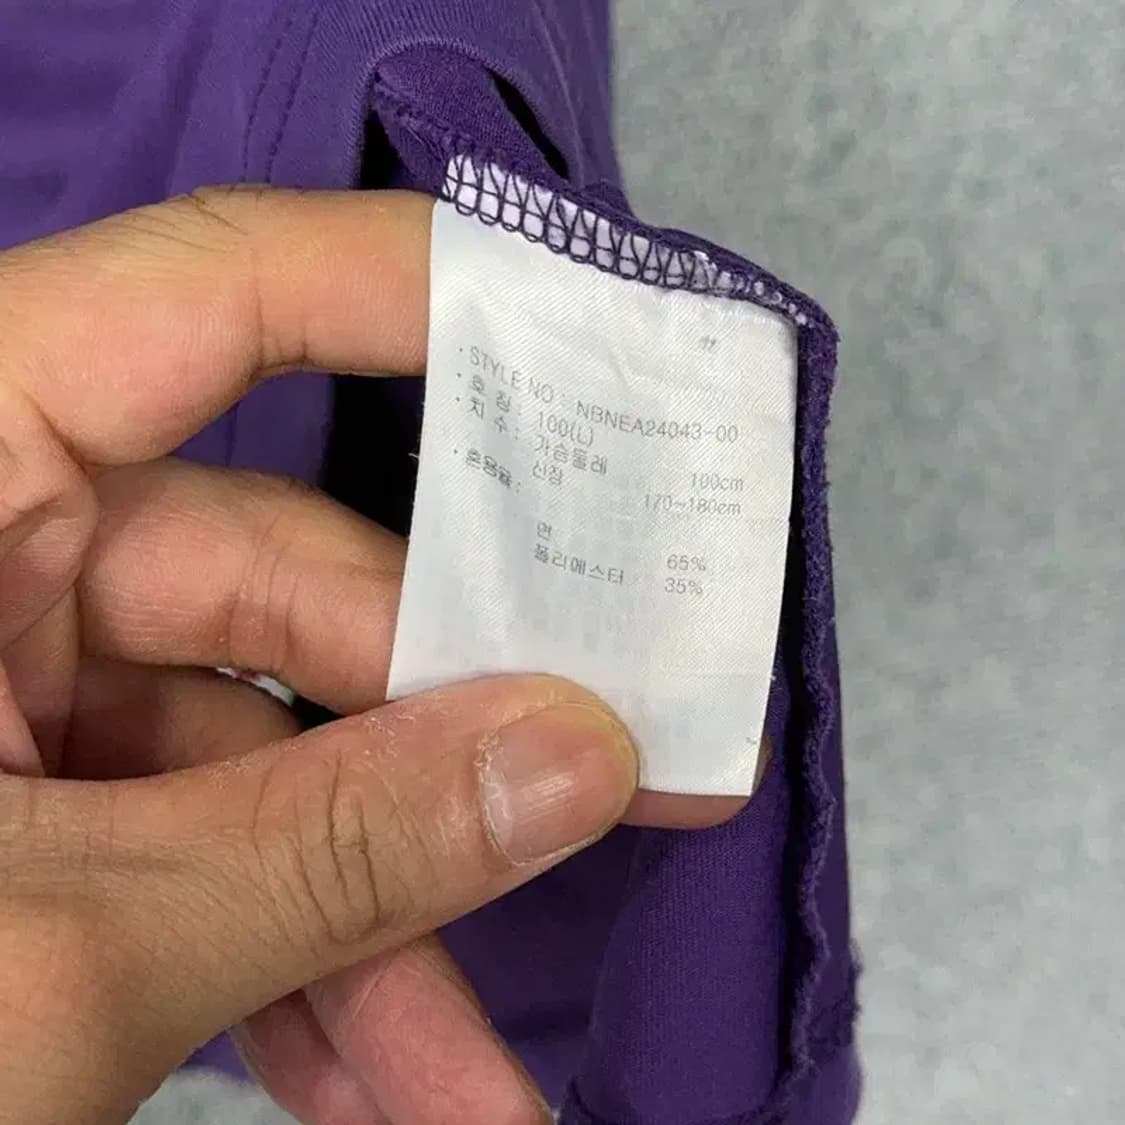 · STYLE NO : NBNEA24043-00
· 호 칭 : 100(L)
· 치 수 : 가슴둘레 100cm
신장 170~180cm
· 혼용율 :
면 65%
폴리에스터 35%